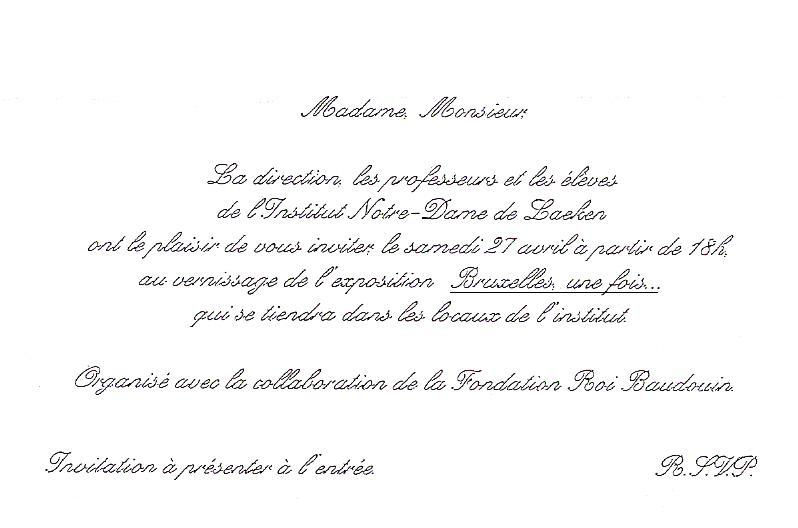 Madame, Monsieur,
La direction, les professeurs et les élèves
de l'Institut Notre-Dame de Laeken
ont le plaisir de vous inviter, le samedi 27 avril à partir de 18h,
au vernissage de l'exposition Bruxelles, une fois...
qui se tiendra dans les locaux de l'institut.
Organisé avec la collaboration de la Fondation Roi Baudouin.
Invitation à présenter à l'entrée.
R.S.V.P.